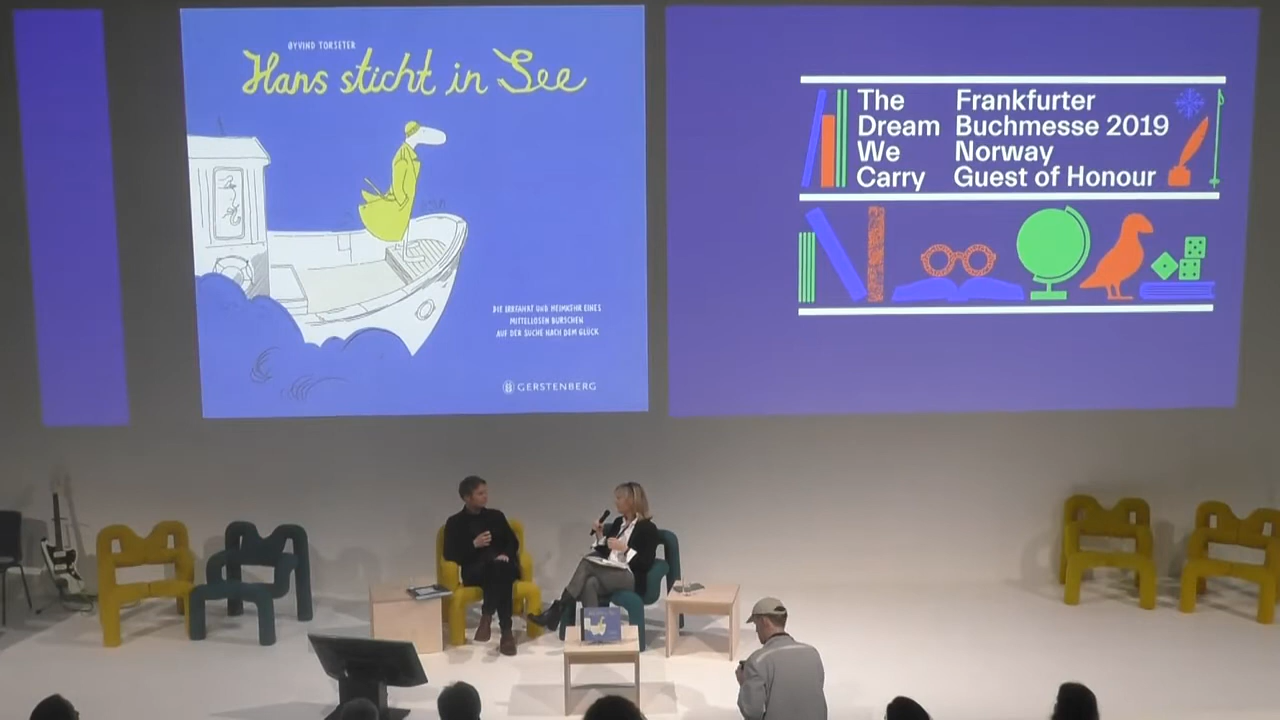 ØYVIND TORSETER
Hans sticht in See
DIE IRRFAHRT UND HEIMKEHR EINES
MITTELLOSEN BURSCHEN
AUF DER SUCHE NACH DEM GLÜCK
GERSTENBERG
The Dream We Carry
Frankfurter
Buchmesse 2019
Norway
Guest of Honour